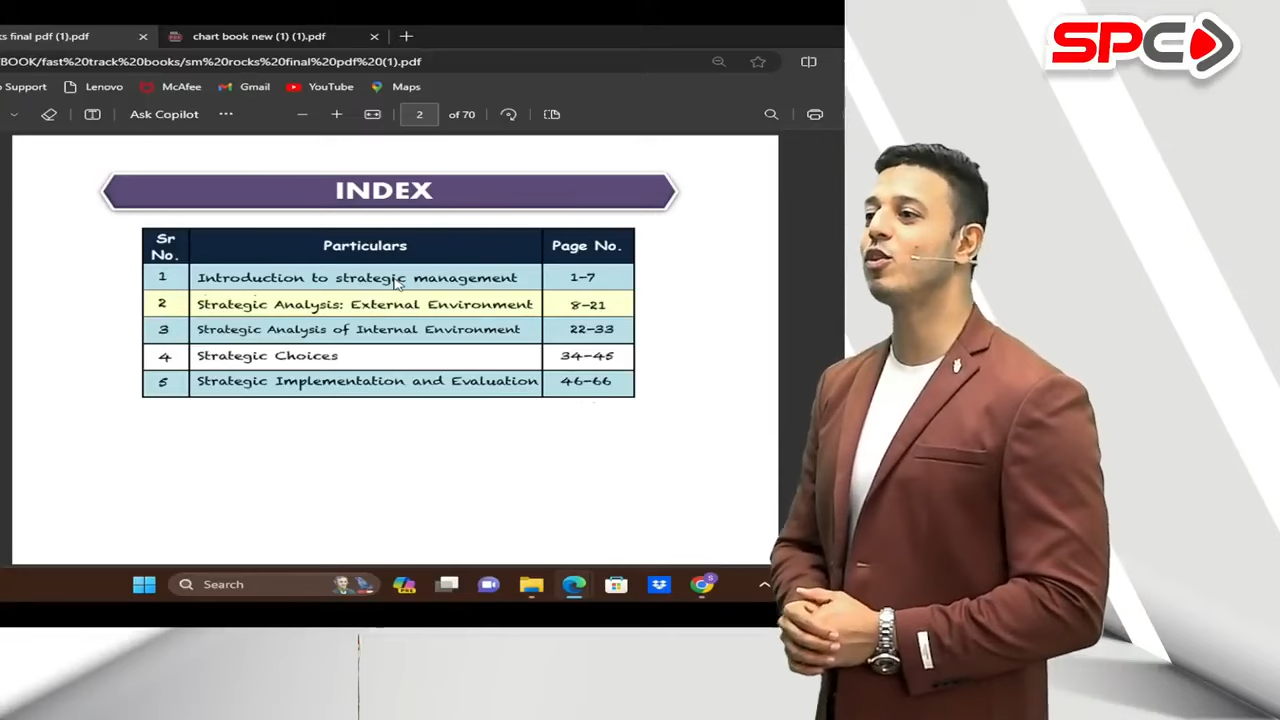 ks final pdf (1).pdf
chart book new (1) (1).pdf
/BOOK/fast%20track%20books/sm%20rocks%20final%20pdf%20(1).pdf
Support
Lenovo
McAfee
Gmail
YouTube
Maps
Ask Copilot
2
of 70
SPC
INDEX
Sr No.
Particulars
Page No.
1 Introduction to strategic management 1-7
2 Strategic Analysis: External Environment 8-21
3 Strategic Analysis of Internal Environment 22-33
4 Strategic Choices 34-45
5 Strategic Implementation and Evaluation 46-66
Search